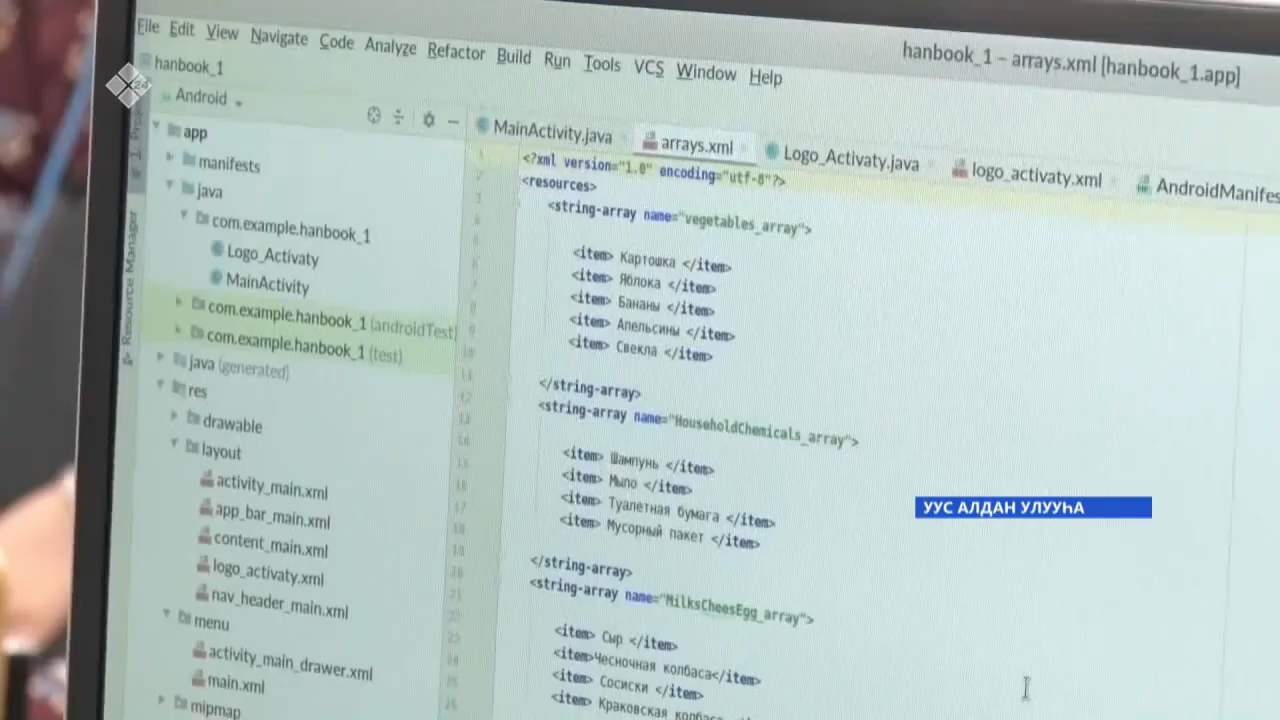 File Edit View Navigate Code Analyze Refactor Build Run Tools VCS Window Help
hanbook_1 – arrays.xml [hanbook_1.app]
hanbook_1
Android
app
manifests
java
com.example.hanbook_1
Logo_Activaty
MainActivity
com.example.hanbook_1 (androidTest)
com.example.hanbook_1 (test)
java (generated)
res
drawable
layout
activity_main.xml
app_bar_main.xml
content_main.xml
logo_activaty.xml
nav_header_main.xml
menu
activity_main_drawer.xml
main.xml
mipmap
Resource Manager
MainActivity.java arrays.xml Logo_Activaty.java logo_activaty.xml AndroidManifes
<?xml version="1.0" encoding="utf-8"?>
<resources>
<string-array name="vegetables_array">
<item> Картошка </item>
<item> Яблока </item>
<item> Бананы </item>
<item> Апельсины </item>
<item> Свекла </item>
</string-array>
<string-array name="HouseholdChemicals_array">
<item> Шампунь </item>
<item> Мыло </item>
<item> Туалетная бумага </item>
<item> Мусорный пакет </item>
</string-array>
<string-array name="MilksCheesEgg_array">
<item> Сыр </item>
<item>Чесночная колбаса</item>
<item> Сосиски </item>
<item> Краковская колбаса
УУС АЛДАН УЛУУҺА